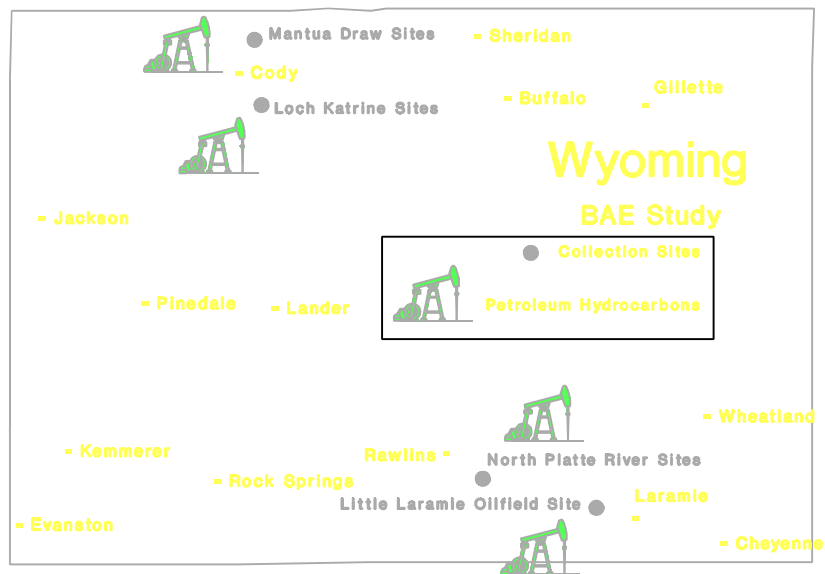 Mantua Draw Sites
Sheridan
Cody
Gillette
Buffalo
Loch Katrine Sites
Wyoming
BAE Study
Jackson
Collection Sites
Pinedale
Lander
Petroleum Hydrocarbone
Wheatland
Kemmerer
Rawlins
North Platte River Sites
Rock Springs
Little Laramie Oilfield Site
Laramie
Evanston
Cheyenne